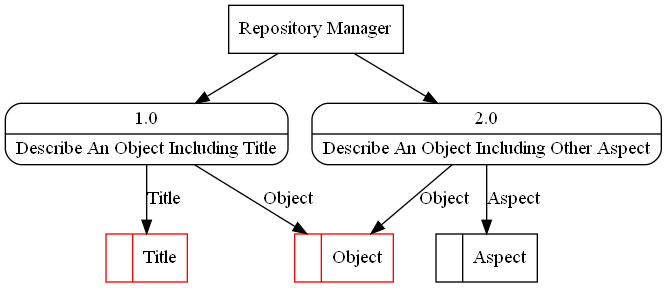 Repository Manager
1.0
Describe An Object Including Title
2.0
Describe An Object Including Other Aspect
Title
Object
Object
Aspect
Title
Object
Aspect